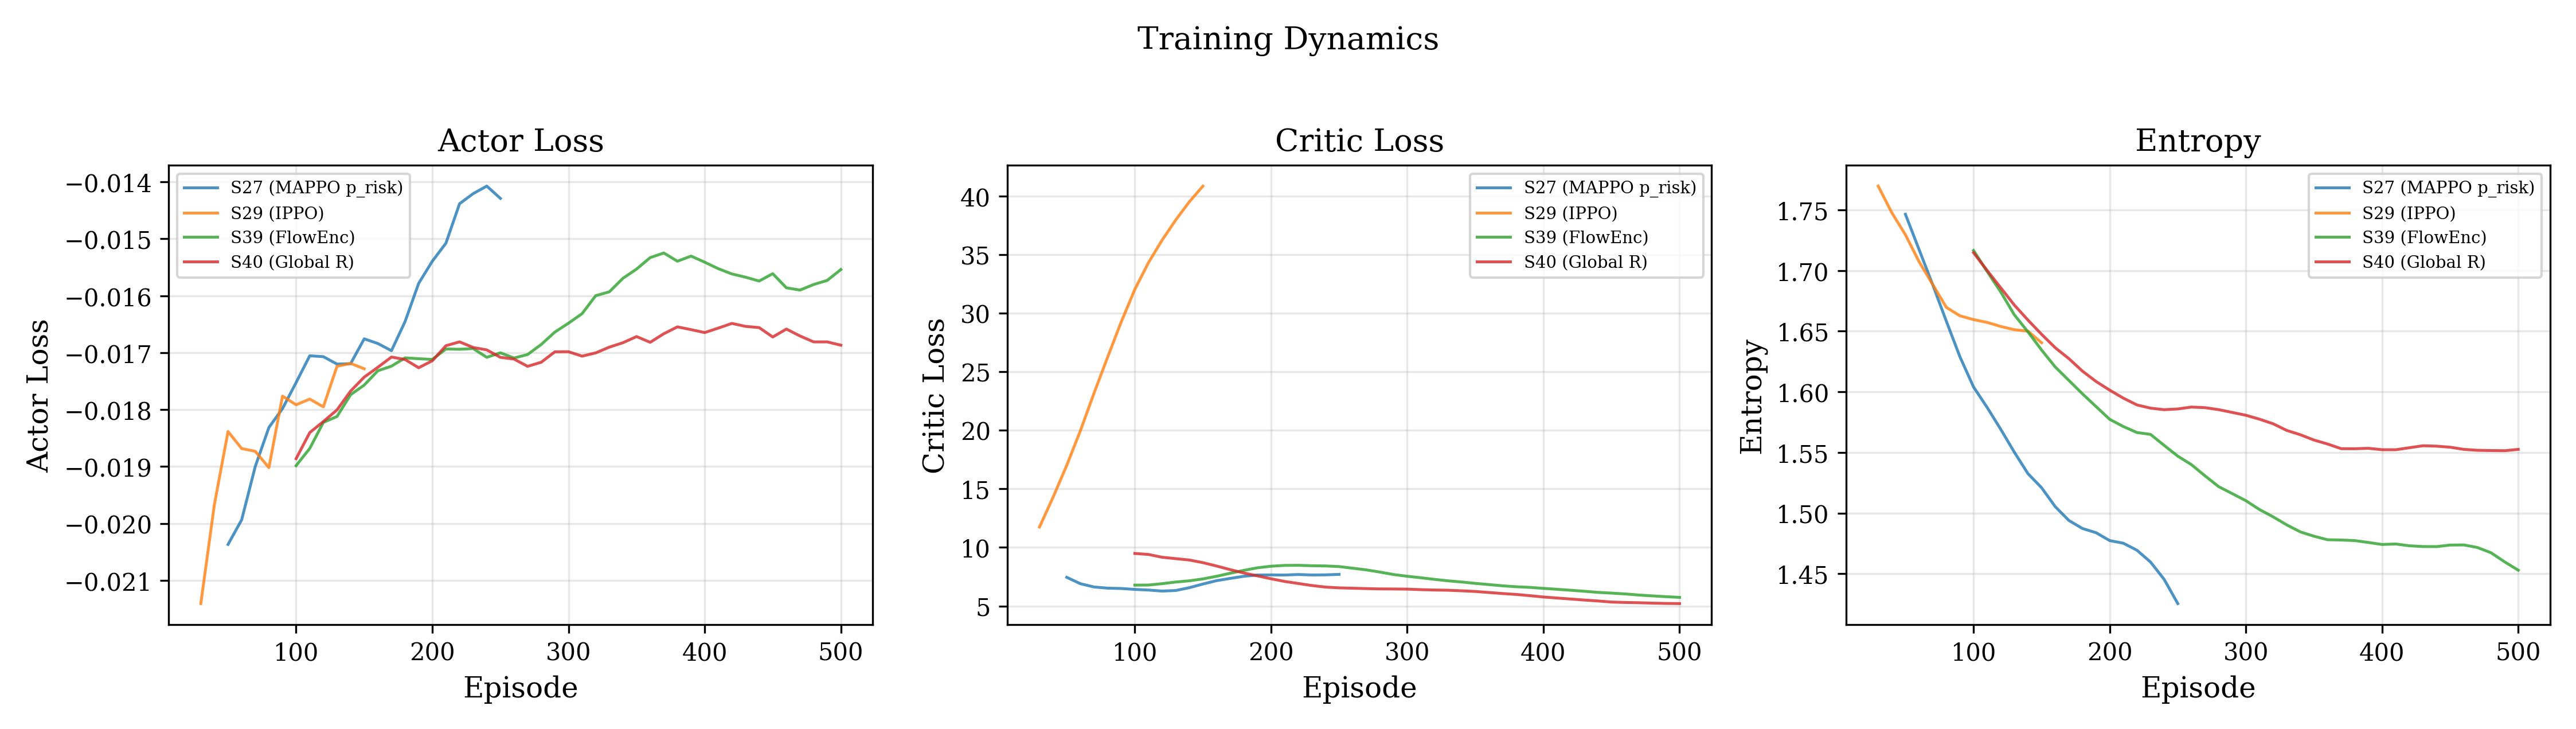 Training Dynamics
Actor Loss
−0.014
−0.015
−0.016
−0.017
−0.018
−0.019
−0.020
−0.021
Actor Loss
S27 (MAPPO p_risk)
S29 (IPPO)
S39 (FlowEnc)
S40 (Global R)
100 200 300 400 500
Episode
Critic Loss
40
35
30
25
20
15
10
5
Critic Loss
S27 (MAPPO p_risk)
S29 (IPPO)
S39 (FlowEnc)
S40 (Global R)
100 200 300 400 500
Episode
Entropy
1.75
1.70
1.65
1.60
1.55
1.50
1.45
Entropy
S27 (MAPPO p_risk)
S29 (IPPO)
S39 (FlowEnc)
S40 (Global R)
100 200 300 400 500
Episode